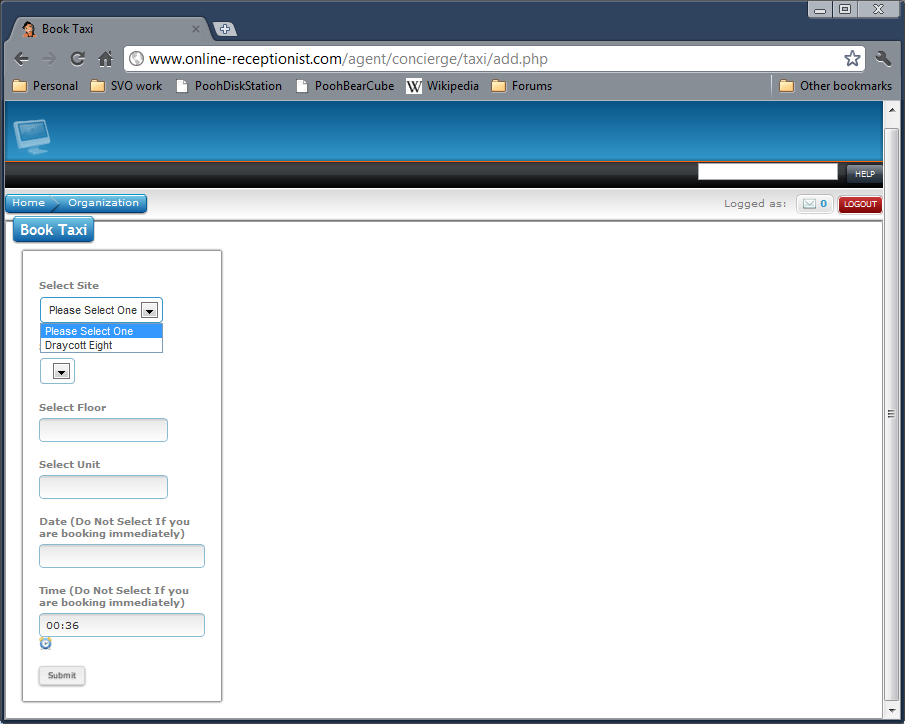 Book Taxi
www.online-receptionist.com/agent/concierge/taxi/add.php
Personal SVO work PoohDiskStation PoohBearCube W Wikipedia Forums Other bookmarks
HELP
Home Organization Logged as: 0 LOGOUT
Book Taxi
Select Site
Please Select One
Please Select One
Draycott Eight
Select Floor
Select Unit
Date (Do Not Select If you
are booking immediately)
Time (Do Not Select If you
are booking immediately)
00:36
Submit